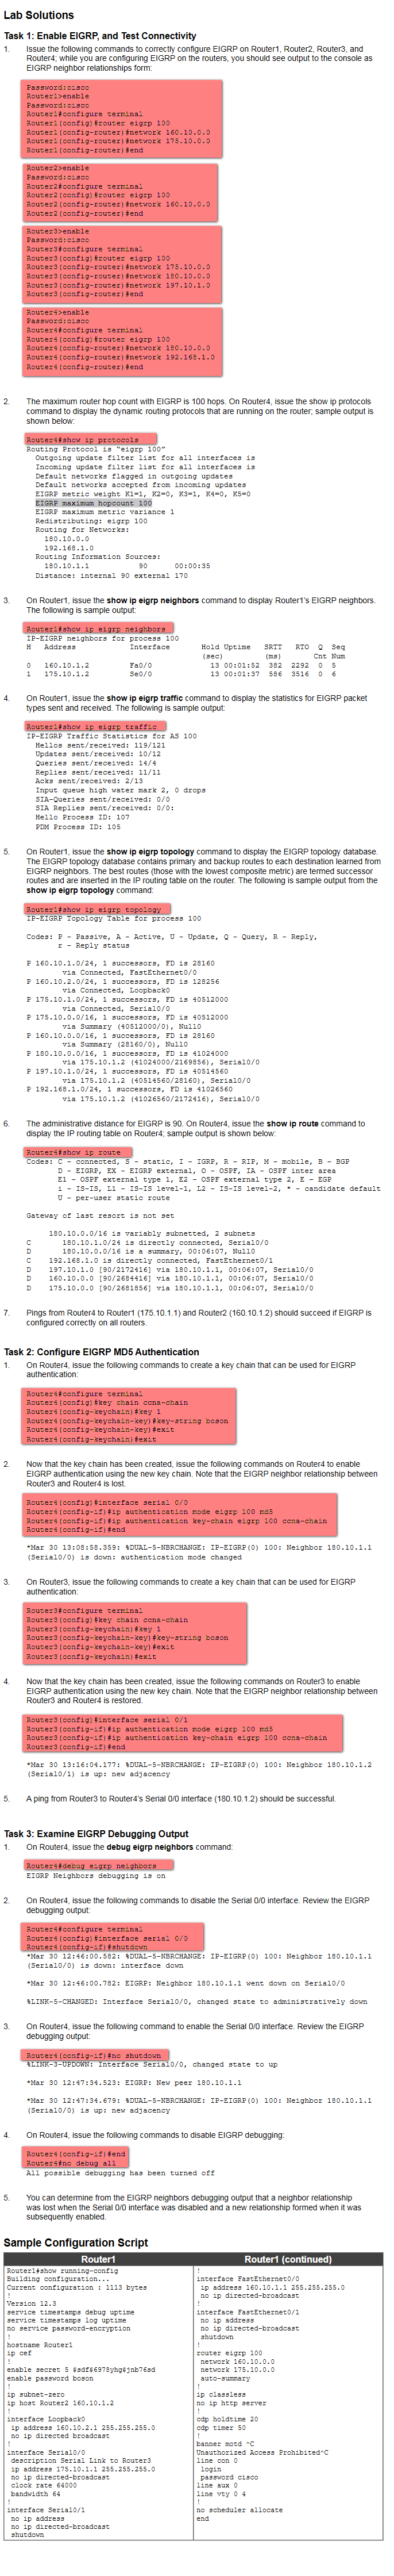 Lab Solutions
Task 1: Enable EIGRP, and Test Connectivity
1. Issue the following commands to correctly configure EIGRP on Router1, Router2, Router3, and
Router4; while you are configuring EIGRP on the routers, you should see output to the console as
EIGRP neighbor relationships form:
Password:cisco
Router1>enable
Password:cisco
Router1#configure terminal
Router1(config)#router eigrp 100
Router1(config-router)#network 160.10.0.0
Router1(config-router)#network 175.10.0.0
Router1(config-router)#end
Router2>enable
Password:cisco
Router2#configure terminal
Router2(config)#router eigrp 100
Router2(config-router)#network 160.10.0.0
Router2(config-router)#end
Router3>enable
Password:cisco
Router3#configure terminal
Router3(config)#router eigrp 100
Router3(config-router)#network 175.10.0.0
Router3(config-router)#network 180.10.0.0
Router3(config-router)#network 197.10.1.0
Router3(config-router)#end
Router4>enable
Password:cisco
Router4#configure terminal
Router4(config)#router eigrp 100
Router4(config-router)#network 180.10.0.0
Router4(config-router)#network 192.168.1.0
Router4(config-router)#end
2. The maximum router hop count with EIGRP is 100 hops. On Router4, issue the show ip protocols
command to display the dynamic routing protocols that are running on the router; sample output is
shown below:
Router4#show ip protocols
Routing Protocol is "eigrp 100"
Outgoing update filter list for all interfaces is
Incoming update filter list for all interfaces is
Default networks flagged in outgoing updates
Default networks accepted from incoming updates
EIGRP metric weight K1=1, K2=0, K3=1, K4=0, K5=0
EIGRP maximum hopcount 100
EIGRP maximum metric variance 1
Redistributing: eigrp 100
Routing for Networks:
180.10.0.0
192.168.1.0
Routing Information Sources:
180.10.1.1 90 00:00:35
Distance: internal 90 external 170
3. On Router1, issue the show ip eigrp neighbors command to display Router1's EIGRP neighbors.
The following is sample output:
Router1#show ip eigrp neighbors
IP-EIGRP neighbors for process 100
H Address Interface Hold Uptime SRTT RTO Q Seq
(sec) (ms) Cnt Num
0 160.10.1.2 Fa0/0 13 00:01:52 382 2292 0 5
1 175.10.1.2 Se0/0 13 00:01:37 586 3516 0 6
4. On Router1, issue the show ip eigrp traffic command to display the statistics for EIGRP packet
types sent and received. The following is sample output:
Router1#show ip eigrp traffic
IP-EIGRP Traffic Statistics for AS 100
Hellos sent/received: 119/121
Updates sent/received: 10/12
Queries sent/received: 14/4
Replies sent/received: 11/11
Acks sent/received: 2/13
Input queue high water mark 2, 0 drops
SIA-Queries sent/received: 0/0
SIA Replies sent/received: 0/0:
Hello Process ID: 107
PDM Process ID: 105
5. On Router1, issue the show ip eigrp topology command to display the EIGRP topology database.
The EIGRP topology database contains primary and backup routes to each destination learned from
EIGRP neighbors. The best routes (those with the lowest composite metric) are termed successor
routes and are inserted in the IP routing table on the router. The following is sample output from the
show ip eigrp topology command:
Router1#show ip eigrp topology
IP-EIGRP Topology Table for process 100
Codes: P - Passive, A - Active, U - Update, Q - Query, R - Reply,
r - Reply status
P 160.10.1.0/24, 1 successors, FD is 28160
via Connected, FastEthernet0/0
P 160.10.2.0/24, 1 successors, FD is 128256
via Connected, Loopback0
P 175.10.1.0/24, 1 successors, FD is 40512000
via Connected, Serial0/0
P 175.10.0.0/16, 1 successors, FD is 40512000
via Summary (40512000/0), Null0
P 160.10.0.0/16, 1 successors, FD is 28160
via Summary (28160/0), Null0
P 180.10.0.0/16, 1 successors, FD is 41024000
via 175.10.1.2 (41024000/2169856), Serial0/0
P 197.10.1.0/24, 1 successors, FD is 40514560
via 175.10.1.2 (40514560/28160), Serial0/0
P 192.168.1.0/24, 1 successors, FD is 41026560
via 175.10.1.2 (41026560/2172416), Serial0/0
6. The administrative distance for EIGRP is 90. On Router4, issue the show ip route command to
display the IP routing table on Router4; sample output is shown below:
Router4#show ip route
Codes: C - connected, S - static, I - IGRP, R - RIP, M - mobile, B - BGP
D - EIGRP, EX - EIGRP external, O - OSPF, IA - OSPF inter area
E1 - OSPF external type 1, E2 - OSPF external type 2, E - EGP
i - IS-IS, L1 - IS-IS level-1, L2 - IS-IS level-2, * - candidate default
U - per-user static route
Gateway of last resort is not set
180.10.0.0/16 is variably subnetted, 2 subnets
C 180.10.1.0/24 is directly connected, Serial0/0
D 180.10.0.0/16 is a summary, 00:06:07, Null0
C 192.168.1.0 is directly connected, FastEthernet0/1
D 197.10.1.0 [90/2172416] via 180.10.1.1, 00:06:07, Serial0/0
D 160.10.0.0 [90/2684416] via 180.10.1.1, 00:06:07, Serial0/0
D 175.10.0.0 [90/2681856] via 180.10.1.1, 00:06:07, Serial0/0
7. Pings from Router4 to Router1 (175.10.1.1) and Router2 (160.10.1.2) should succeed if EIGRP is
configured correctly on all routers.
Task 2: Configure EIGRP MD5 Authentication
1. On Router4, issue the following commands to create a key chain that can be used for EIGRP
authentication:
Router4#configure terminal
Router4(config)#key chain ccna-chain
Router4(config-keychain)#key 1
Router4(config-keychain-key)#key-string boson
Router4(config-keychain-key)#exit
Router4(config-keychain)#exit
2. Now that the key chain has been created, issue the following commands on Router4 to enable
EIGRP authentication using the new key chain. Note that the EIGRP neighbor relationship between
Router3 and Router4 is lost.
Router4(config)#interface serial 0/0
Router4(config-if)#ip authentication mode eigrp 100 md5
Router4(config-if)#ip authentication key-chain eigrp 100 ccna-chain
Router4(config-if)#end
*Mar 30 13:08:58.359: %DUAL-5-NBRCHANGE: IP-EIGRP(0) 100: Neighbor 180.10.1.1
(Serial0/0) is down: authentication mode changed
3. On Router3, issue the following commands to create a key chain that can be used for EIGRP
authentication:
Router3#configure terminal
Router3(config)#key chain ccna-chain
Router3(config-keychain)#key 1
Router3(config-keychain-key)#key-string boson
Router3(config-keychain-key)#exit
Router3(config-keychain)#exit
4. Now that the key chain has been created, issue the following commands on Router3 to enable
EIGRP authentication using the new key chain. Note that the EIGRP neighbor relationship between
Router3 and Router4 is restored.
Router3(config)#interface serial 0/1
Router3(config-if)#ip authentication mode eigrp 100 md5
Router3(config-if)#ip authentication key-chain eigrp 100 ccna-chain
Router3(config-if)#end
*Mar 30 13:16:04.177: %DUAL-5-NBRCHANGE: IP-EIGRP(0) 100: Neighbor 180.10.1.2
(Serial0/1) is up: new adjacency
5. A ping from Router3 to Router4's Serial 0/0 interface (180.10.1.2) should be successful.
Task 3: Examine EIGRP Debugging Output
1. On Router4, issue the debug eigrp neighbors command:
Router4#debug eigrp neighbors
EIGRP Neighbors debugging is on
2. On Router4, issue the following commands to disable the Serial 0/0 interface. Review the EIGRP
debugging output:
Router4#configure terminal
Router4(config)#interface serial 0/0
Router4(config-if)#shutdown
*Mar 30 12:46:00.582: %DUAL-5-NBRCHANGE: IP-EIGRP(0) 100: Neighbor 180.10.1.1
(Serial0/0) is down: interface down
*Mar 30 12:46:00.782: EIGRP: Neighbor 180.10.1.1 went down on Serial0/0
%LINK-5-CHANGED: Interface Serial0/0, changed state to administratively down
3. On Router4, issue the following command to enable the Serial 0/0 interface. Review the EIGRP
debugging output:
Router4(config-if)#no shutdown
%LINK-3-UPDOWN: Interface Serial0/0, changed state to up
*Mar 30 12:47:34.523: EIGRP: New peer 180.10.1.1
*Mar 30 12:47:34.679: %DUAL-5-NBRCHANGE: IP-EIGRP(0) 100: Neighbor 180.10.1.1
(Serial0/0) is up: new adjacency
4. On Router4, issue the following commands to disable EIGRP debugging:
Router4(config-if)#end
Router4#no debug all
All possible debugging has been turned off
5. You can determine from the EIGRP neighbors debugging output that a neighbor relationship
was lost when the Serial 0/0 interface was disabled and a new relationship formed when it was
subsequently enabled.
Sample Configuration Script
Router1
Router1#show running-config
Building configuration...
Current configuration : 1113 bytes
!
Version 12.3
service timestamps debug uptime
service timestamps log uptime
no service password-encryption
!
hostname Router1
ip cef
!
enable secret 5 $sdf$6978yhg$jnb76sd
enable password boson
!
ip subnet-zero
ip host Router2 160.10.1.2
!
interface Loopback0
ip address 160.10.2.1 255.255.255.0
no ip directed broadcast
!
interface Serial0/0
description Serial Link to Router3
ip address 175.10.1.1 255.255.255.0
no ip directed-broadcast
clock rate 64000
bandwidth 64
!
interface Serial0/1
no ip address
no ip directed-broadcast
shutdown
Router1 (continued)
!
interface FastEthernet0/0
ip address 160.10.1.1 255.255.255.0
no ip directed-broadcast
!
interface FastEthernet0/1
no ip address
no ip directed-broadcast
shutdown
!
router eigrp 100
network 160.10.0.0
network 175.10.0.0
auto-summary
!
ip classless
no ip http server
!
cdp holdtime 20
cdp timer 50
!
banner motd ^C
Unauthorized Access Prohibited^C
line con 0
login
password cisco
line aux 0
line vty 0 4
!
no scheduler allocate
end